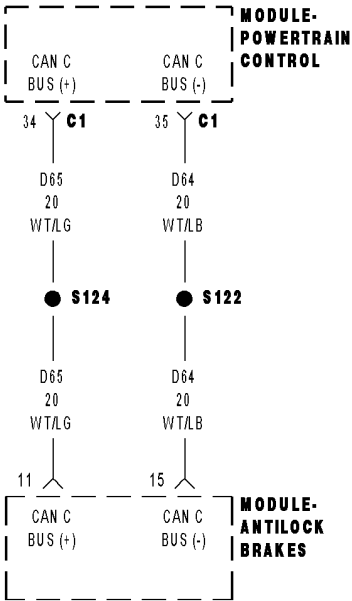 MODULE-
POWERTRAIN
CONTROL
CAN C CAN C
BUS (+) BUS (-)
34 C1 35 C1
D65 D64
20 20
WT/LG WT/LB
S124 S122
D65 D64
20 20
WT/LG WT/LB
11 15
MODULE-
ANTILOCK
BRAKES
CAN C CAN C
BUS (+) BUS (-)